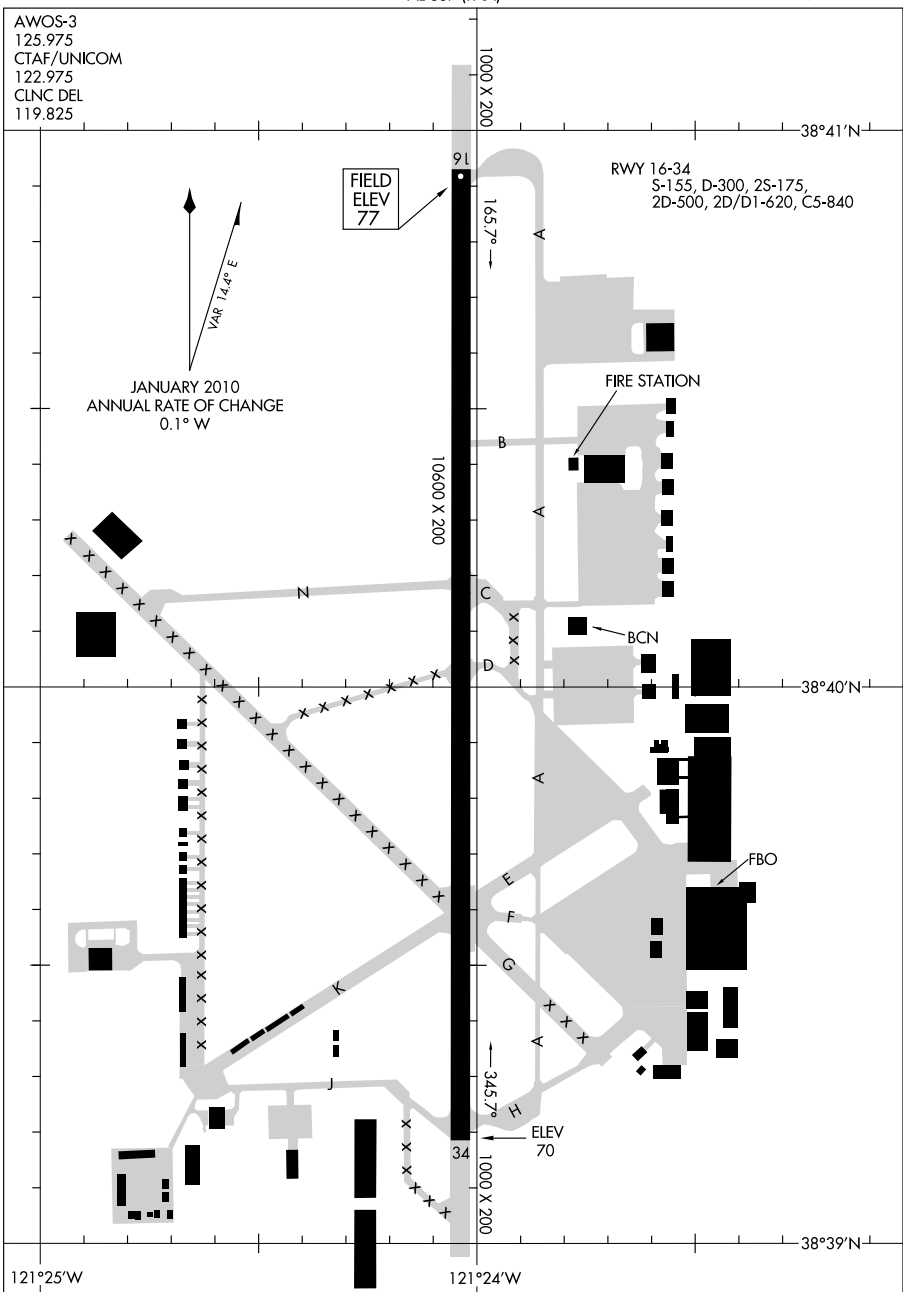 AWOS-3
125.975
CTAF/UNICOM
122.975
CLNC DEL
119.825
1000 X 200
38°41'N
16
FIELD
ELEV
77
RWY 16-34
S-155, D-300, 2S-175,
2D-500, 2D/D1-620, C5-840
165.7°
A
VAR 14.4° E
JANUARY 2010
ANNUAL RATE OF CHANGE
0.1° W
FIRE STATION
B
10600 X 200
A
N
C
BCN
D
38°40'N
A
E
FBO
F
G
K
A
J
345.7°
H
ELEV
70
34
1000 X 200
38°39'N
121°25'W
121°24'W